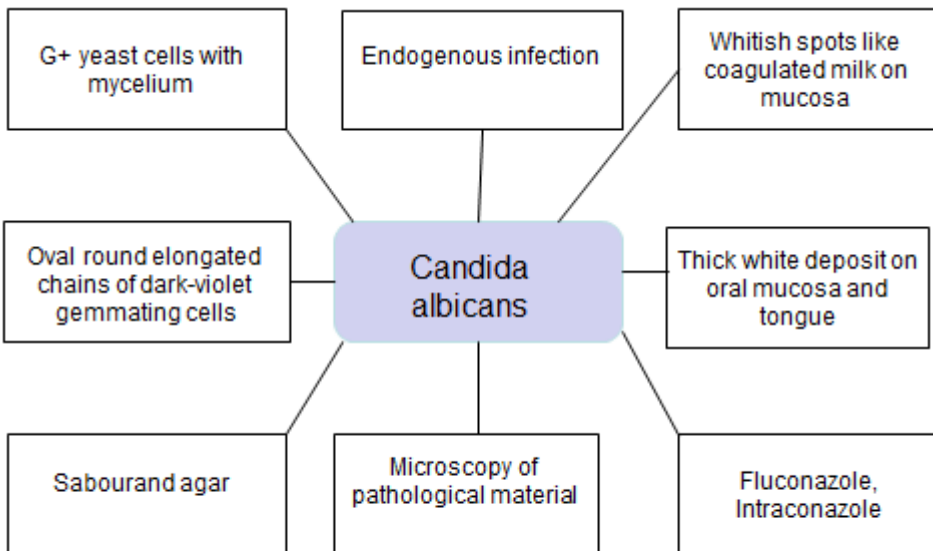 G+ yeast cells with
mycelium
Endogenous infection
Whitish spots like
coagulated milk on
mucosa
Oval round elongated
chains of dark-violet
gemmating cells
Candida
albicans
Thick white deposit on
oral mucosa and
tongue
Sabourand agar
Microscopy of
pathological material
Fluconazole,
Intraconazole